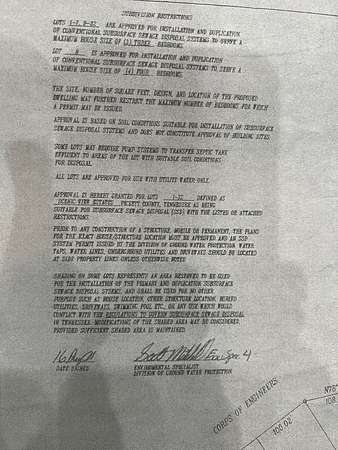 SUBDIVISION RESTRICTIONS
LOTS 1-7, 9-32 ARE APPROVED FOR INSTALLATION AND DUPLICATION
OF CONVENTIONAL SUBSURFACE SEWAGE DISPOSAL SYSTEMS TO SERVE A
MAXIMUM HOUSE SIZE OF (3) THREE BEDROOMS.
LOT 8 IS APPROVED FOR INSTALLATION AND DUPLICATION
OF CONVENTIONAL SUBSURFACE SEWAGE DISPOSAL SYSTEMS TO SERVE A
MAXIMUM HOUSE SIZE OF (4) FOUR BEDROOMS.
THE SIZE, NUMBER OF SQUARE FEET, DESIGN, AND LOCATION OF THE PROPOSED
DWELLING MAY FURTHER RESTRICT THE MAXIMUM NUMBER OF BEDROOMS FOR WHICH
A PERMIT MAY BE ISSUED.
APPROVAL IS BASED ON SOIL CONDITIONS SUITABLE FOR INSTALLATION OF SUBSURFACE
SEWAGE DISPOSAL SYSTEMS AND DOES NOT CONSTITUTE APPROVAL OF BUILDING SITES
SOME LOTS MAY REQUIRE PUMP SYSTEMS TO TRANSFER SEPTIC TANK
EFFLUENT TO AREAS OF THE LOT WITH SUITABLE SOIL CONDITIONS
FOR DISPOSAL.
ALL LOTS ARE APPROVED FOR USE WITH UTILITY WATER ONLY.
APPROVAL IS HEREBY GRANTED FOR LOTS 1-32 DEFINED AS
SCENIC VIEW ESTATES PICKETT COUNTY, TENNESSEE AS BEING
SUITABLE FOR SUBSURFACE SEWAGE DISPOSAL (SSD) WITH THE LISTED OR ATTACHED
RESTRICTIONS.
PRIOR TO ANY CONSTRUCTION OF A STRUCTURE, MOBILE OR PERMANENT, THE PLANS
FOR THE EXACT HOUSE/STRUCTURE LOCATION MUST BE APPROVED AND AN SSD
SYSTEM PERMIT ISSUED BY THE DIVISION OF GROUND WATER PROTECTION. WATER
TAPS, WATER LINES, UNDERGROUND UTILITIES AND DRIVEWAYS SHOULD BE LOCATED
AT SIDE PROPERTY LINES UNLESS OTHERWISE NOTED
SHADING ON SOME LOTS REPRESENTS AN AREA RESERVED TO BE USED
FOR THE INSTALLATION OF THE PRIMARY AND DUPLICATION SUBSURFACE
SEWAGE DISPOSAL SYSTEMS, AND SHALL BE USED FOR NO OTHER
PURPOSE SUCH AS HOUSE LOCATION, OTHER STRUCTURE LOCATION, BURIED
UTILITIES, DRIVEWAYS, SWIMMING POOL, ETC., OR ANY USE WHICH WOULD
CONFLICT WITH THE REGULATIONS TO GOVERN SUBSURFACE SEWAGE DISPOSAL
IN TENNESSEE. MODIFICATIONS OF THE SHADED AREA MAY BE CONSIDERED,
PROVIDED SUFFICIENT SHADED AREA IS MAINTAINED.
DATE SIGNED ENVIRONMENTAL SPECIALIST
DIVISION OF GROUND WATER PROTECTION
CORPS OF ENGINEERS
100.02